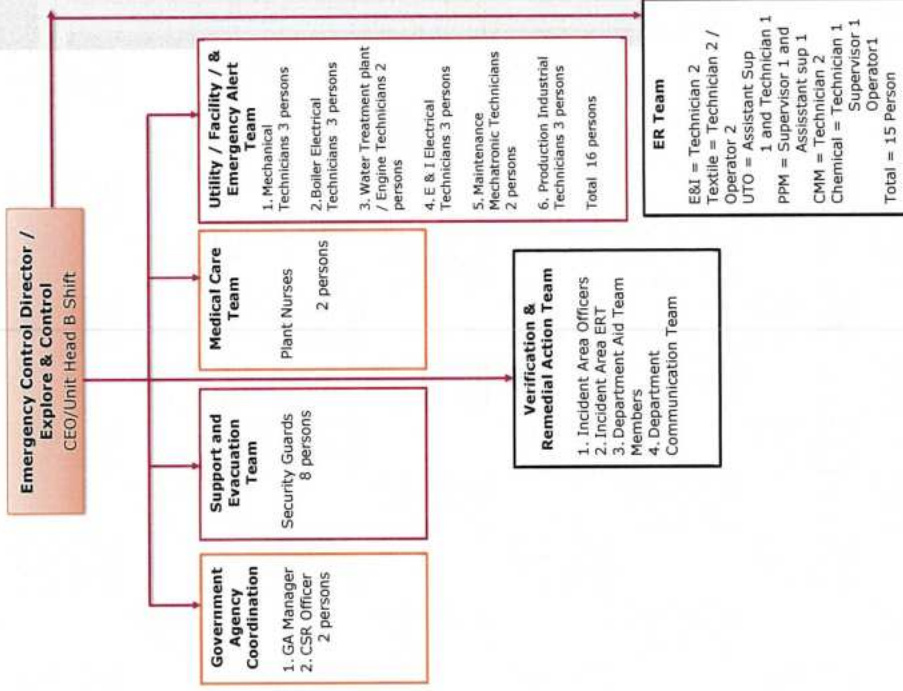 Emergency Control Director /
Explore & Control
CEO/Unit Head B Shift
Government
Agency
Coordination
1. GA Manager
2. CSR Officer
2 persons
Support and
Evacuation
Team
Security Guards
8 persons
Medical Care
Team
Plant Nurses
2 persons
Utility / Facility / &
Emergency Alert
Team
1. Mechanical
Technicians 3 persons
2.Boiler Electrical
Technicians 3 persons
3. Water Treatment plant
/ Engine Technicians 2
persons
4. E & I Electrical
Technicians 3 persons
5. Maintenance
Mechatronic Technicians
2 persons
6. Production Industrial
Technicians 3 persons
Total 16 persons
Verification &
Remedial Action Team
1. Incident Area Officers
2. Incident Area ERT
3. Department Aid Team
Members
4. Department
Communication Team
ER Team
E&I = Technician 2
Textile = Technician 2 /
Operator 2
UTO = Assistant Sup
1 and Technician 1
PPM = Supervisor 1 and
Assisstant sup 1
CMM = Technician 2
Chemical = Technician 1
Supervisor 1
Operator1
Total = 15 Person